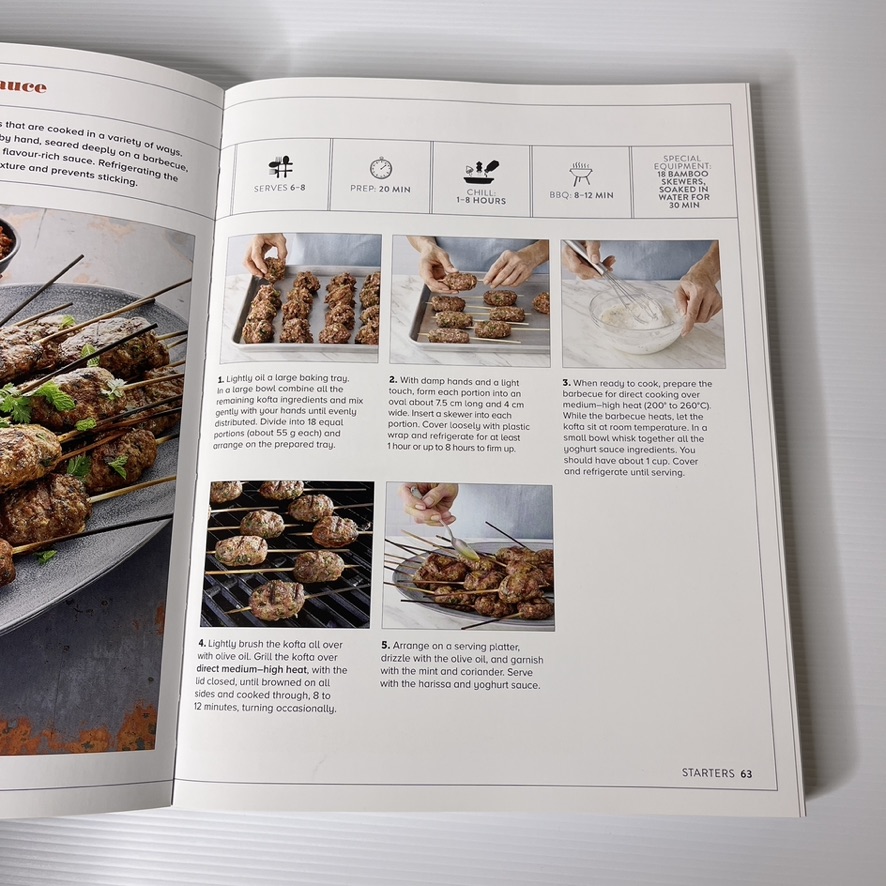 auce
s that are cooked in a variety of ways.
by hand, seared deeply on a barbecue,
flavour-rich sauce. Refrigerating the
xture and prevents sticking.
SERVES 6–8
PREP: 20 MIN
CHILL:
1–8 HOURS
BBQ: 8–12 MIN
SPECIAL
EQUIPMENT:
18 BAMBOO
SKEWERS,
SOAKED IN
WATER FOR
30 MIN
1. Lightly oil a large baking tray.
In a large bowl combine all the
remaining kofta ingredients and mix
gently with your hands until evenly
distributed. Divide into 18 equal
portions (about 55 g each) and
arrange on the prepared tray.
2. With damp hands and a light
touch, form each portion into an
oval about 7.5 cm long and 4 cm
wide. Insert a skewer into each
portion. Cover loosely with plastic
wrap and refrigerate for at least
1 hour or up to 8 hours to firm up.
3. When ready to cook, prepare the
barbecue for direct cooking over
medium–high heat (200° to 260°C).
While the barbecue heats, let the
kofta sit at room temperature. In a
small bowl whisk together all the
yoghurt sauce ingredients. You
should have about 1 cup. Cover
and refrigerate until serving.
4. Lightly brush the kofta all over
with olive oil. Grill the kofta over
direct medium–high heat, with the
lid closed, until browned on all
sides and cooked through, 8 to
12 minutes, turning occasionally.
5. Arrange on a serving platter,
drizzle with the olive oil, and garnish
with the mint and coriander. Serve
with the harissa and yoghurt sauce.
STARTERS 63